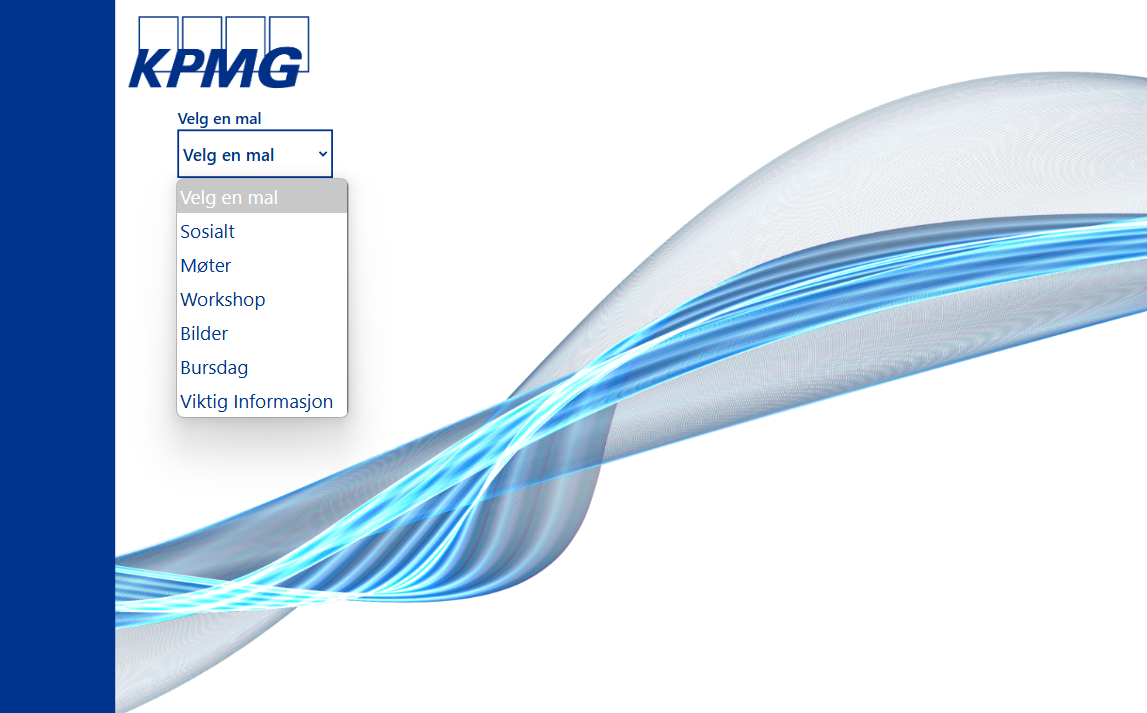 KPMG
Velg en mal
Velg en mal
Velg en mal
Sosialt
Møter
Workshop
Bilder
Bursdag
Viktig Informasjon